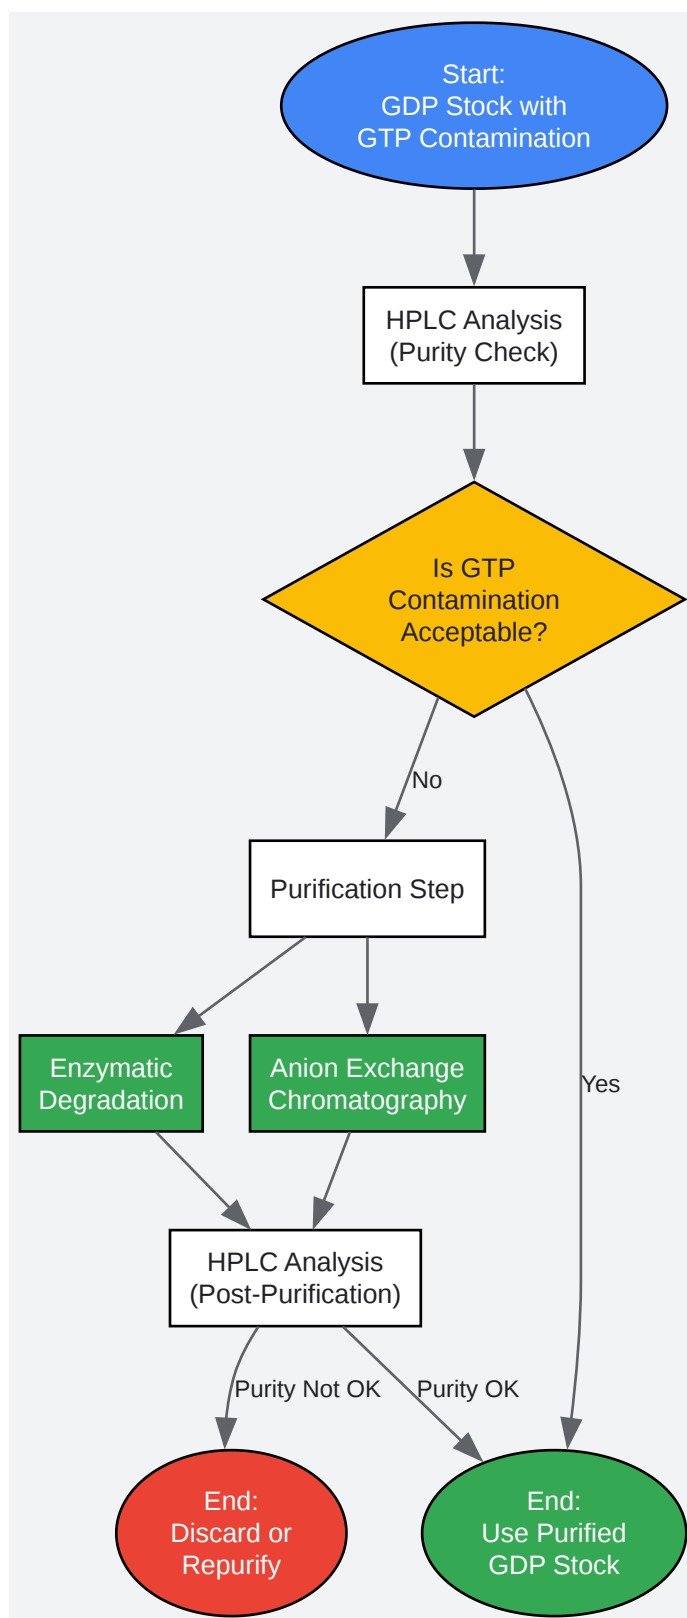 Start:
GDP Stock with
GTP Contamination
HPLC Analysis
(Purity Check)
Is GTP
Contamination
Acceptable?
No
Purification Step
Enzymatic
Degradation
Anion Exchange
Chromatography
Yes
HPLC Analysis
(Post-Purification)
Purity Not OK
Purity OK
End:
Discard or
Repurify
End:
Use Purified
GDP Stock